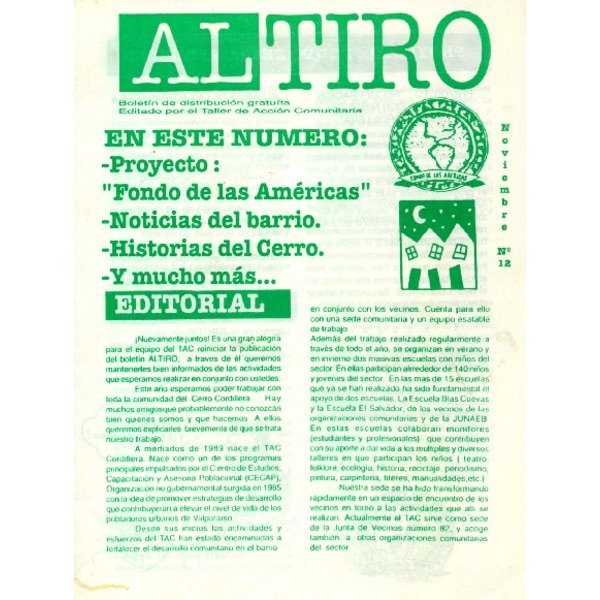 ALTIRO
Boletín de distribución gratuita
Editado por el Taller de Acción Comunitaria
EN ESTE NUMERO:
-Proyecto :
"Fondo de las Américas"
-Noticias del barrio.
-Historias del Cerro.
-Y mucho más...
FONDO DE LAS AMERICAS
Noviembre Nº 12
EDITORIAL
¡Nuevamente juntos! Es una gran alegría
para el equipo del TAC reiniciar la publicación
del boletín ALTIRO, a través de él queremos
mantenerles bien informados de las actividades
que esperamos realizar en conjunto con ustedes.
Este año esperamos poder trabajar con
toda la comunidad del Cerro Cordillera. Hay
muchos amigos que probablemente no conozcan
bien quienes somos y que hacemos. A ellos
queremos explicarles brevemente de que se trata
nuestro trabajo.
A mediados de 1989 nace el TAC
Cordillera. Nace como un de los programas
principales impulsados por el Centro de Estudios,
Capacitación y Asesoría Poblacional (CECAP),
Organización no gubernamental surgida en 1985
con la idea de promover estrategias de desarrollo
que contribuyeran a elevar el nivel de vida de los
pobladores urbanos de Valparaíso.
Desde sus inicios las actividades y
esfuerzos del TAC han estado encaminadas a
fortalecer el desarrollo comunitario en el barrio
en conjunto con los vecinos. Cuenta para ello
con una sede comunitaria y un equipo estable
de trabajo.
Además del trabajo realizado regularmente a
través de todo el año, se organizan en verano y
en invierno dos masivas escuelas con niños del
sector. En ellas participan alrededor de 140 niños
y jóvenes del sector. En las mas de 15 escuelas
que ya se han realizado ha sido fundamental el
apoyo de dos escuelas: La Escuela Blas Cuevas
y la Escuela El Salvador, de los vecinos de las
organizaciones comunitarias y de la JUNAEB.
En estas escuelas colaboran monitores
(estudiantes y profesionales) que contribuyen
con su aporte a dar vida a los multiples y diversos
talleres en que participan los niños ( teatro
folklore, ecología, historia, reciclaje, periodismo,
pintura, carpintería, títeres, manualidades,etc.)
Nuestra sede se ha ido transformando
rapidamente en un espacio de encuentro de los
vecinos en torno a las actividades que alla se
realizan. Actualmente el TAC sirve como sede
de la Junta de Vecinos número 82, y acoge
también a otras organizaciones comunitarias
del sector